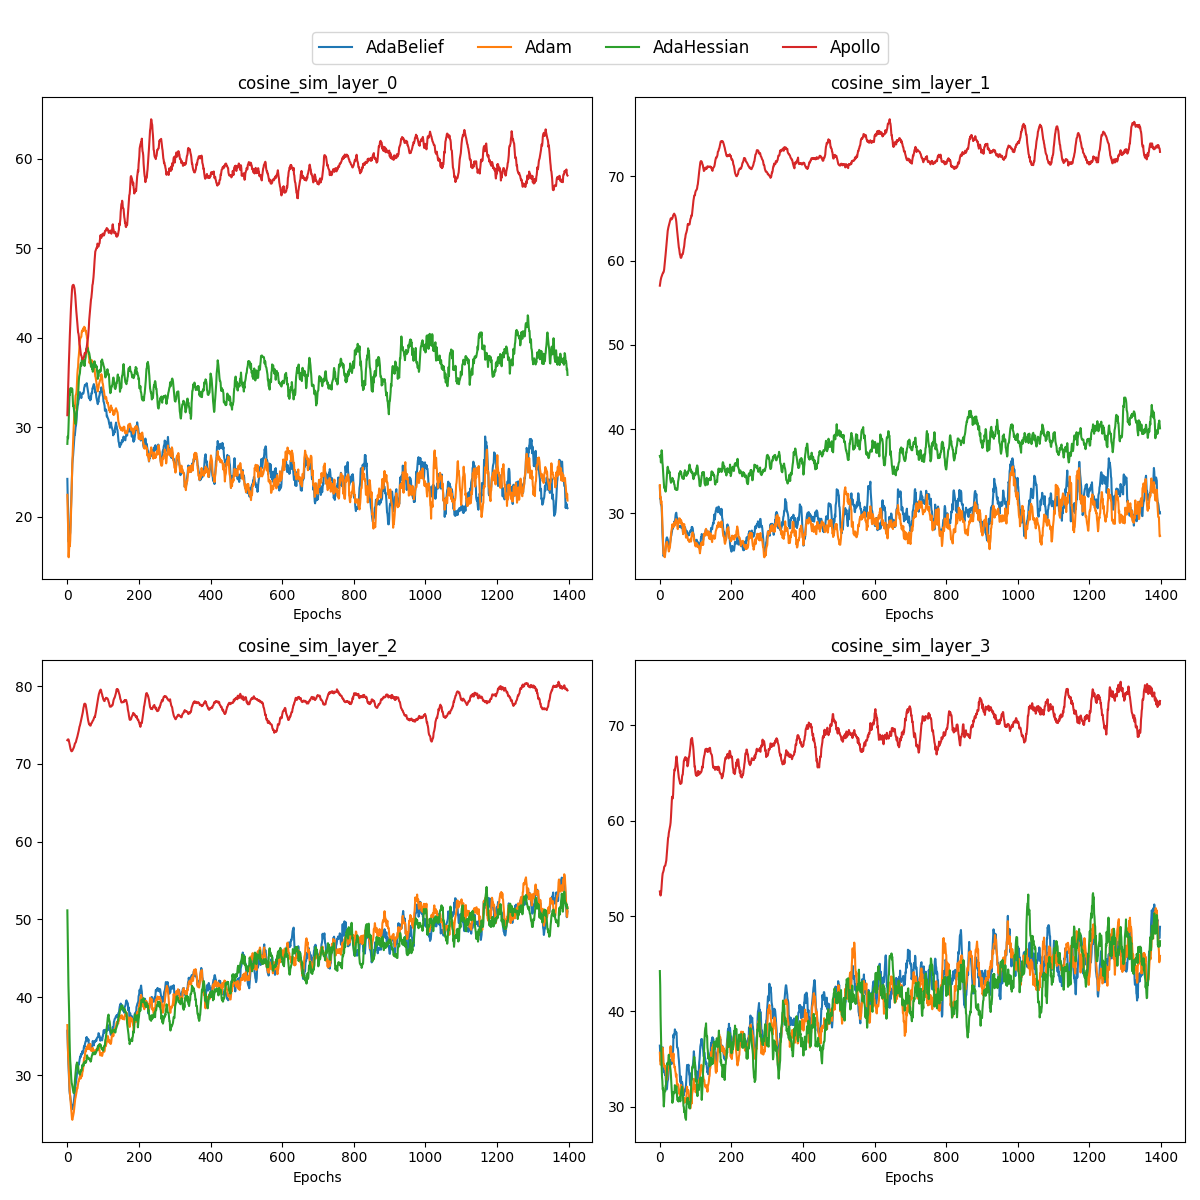 AdaBelief Adam AdaHessian Apollo
cosine_sim_layer_0
60
50
40
30
20
0 200 400 600 800 1000 1200 1400
Epochs
cosine_sim_layer_1
70
60
50
40
30
0 200 400 600 800 1000 1200 1400
Epochs
cosine_sim_layer_2
80
70
60
50
40
30
0 200 400 600 800 1000 1200 1400
Epochs
cosine_sim_layer_3
70
60
50
40
30
0 200 400 600 800 1000 1200 1400
Epochs